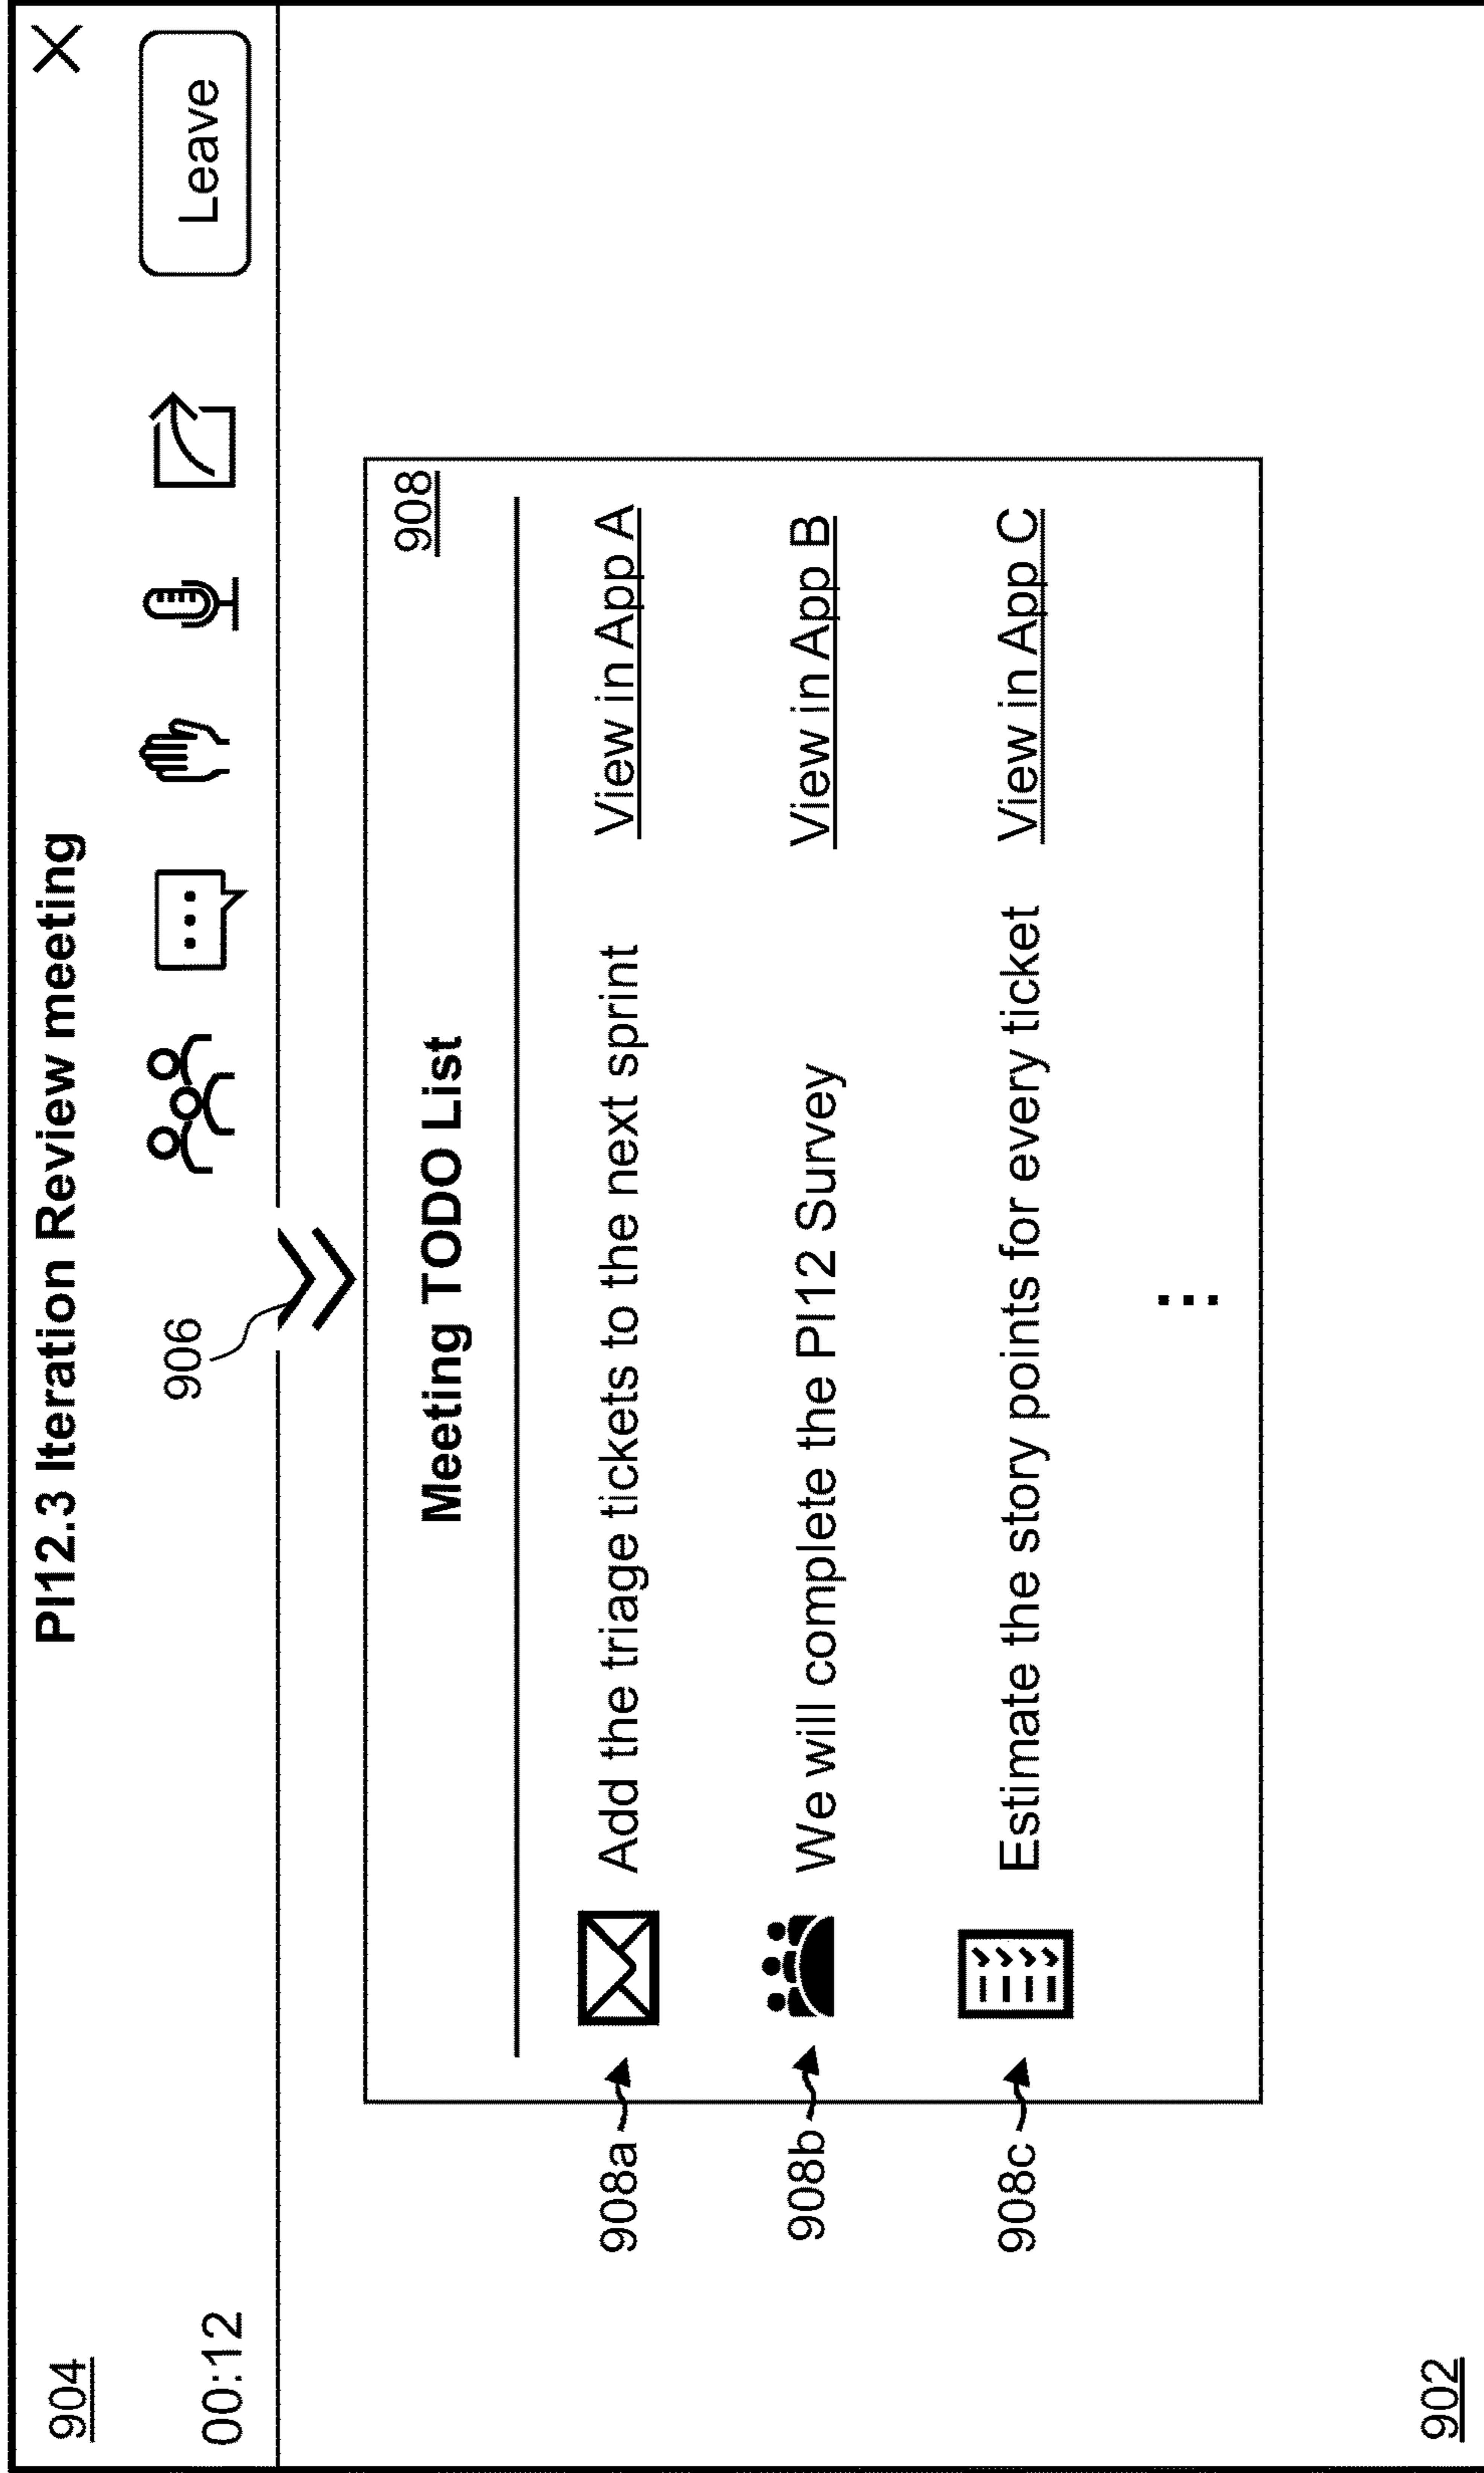 904
PI12.3 Iteration Review meeting
00:12
906
Leave
908
Meeting TODO List
908a
Add the triage tickets to the next sprint
View in App A
908b
We will complete the PI12 Survey
View in App B
908c
Estimate the story points for every ticket
View in App C
902